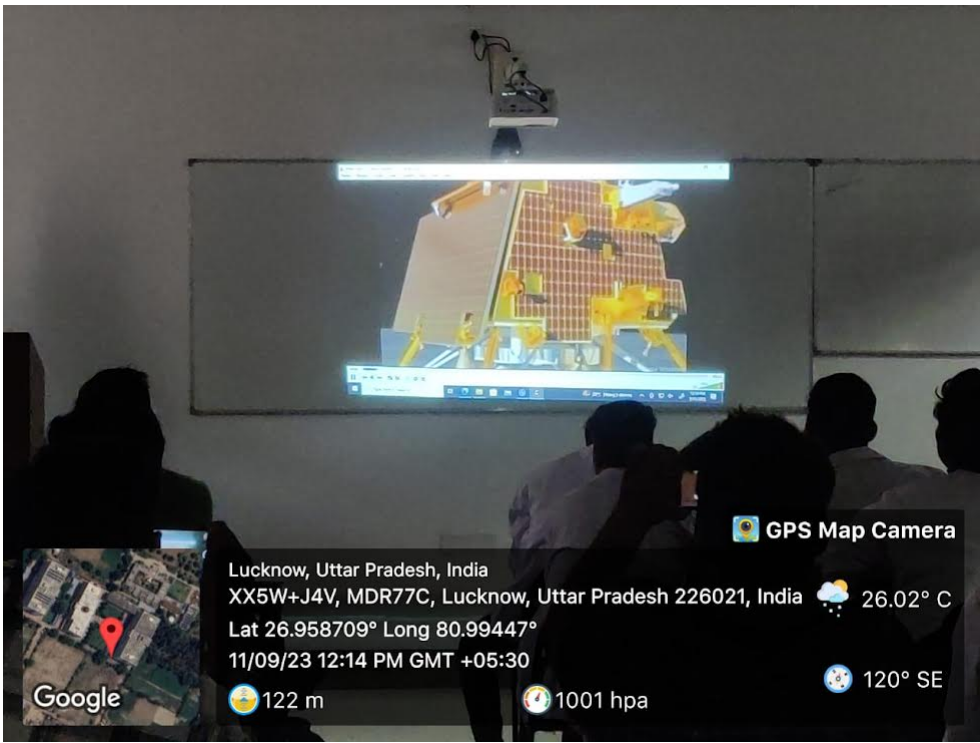 GPS Map Camera
Lucknow, Uttar Pradesh, India
XX5W+J4V, MDR77C, Lucknow, Uttar Pradesh 226021, India
Lat 26.958709° Long 80.99447°
11/09/23 12:14 PM GMT +05:30
26.02° C
122 m
1001 hpa
120° SE
Google